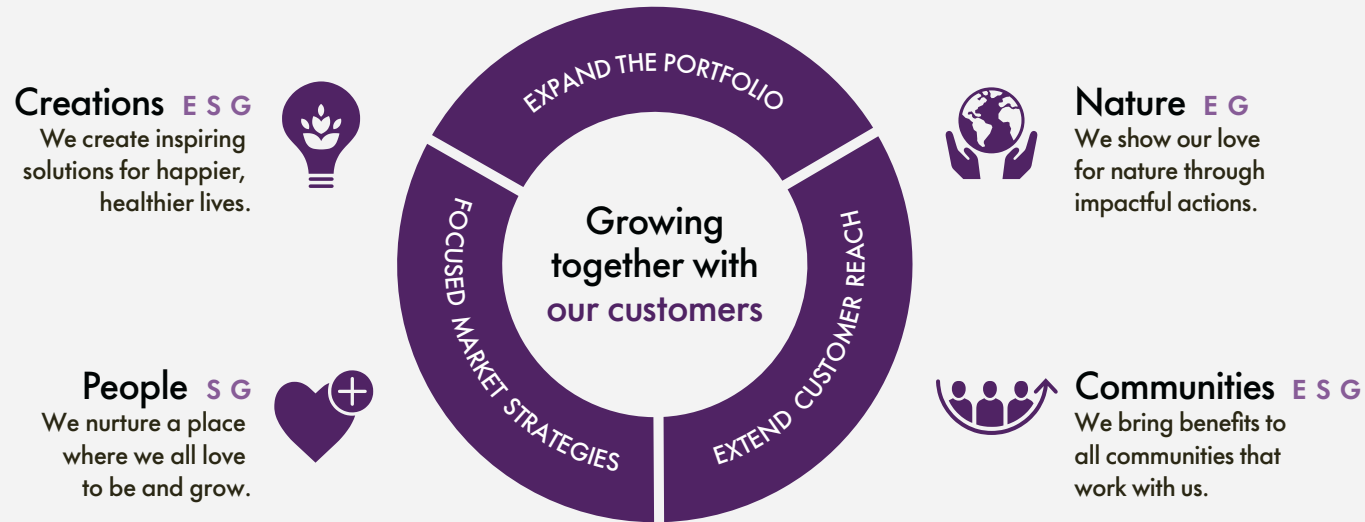 Creations E S G
We create inspiring
solutions for happier,
healthier lives.
People S G
We nurture a place
where we all love
to be and grow.
EXPAND THE PORTFOLIO
FOCUSED MARKET STRATEGIES
EXTEND CUSTOMER REACH
Growing
together with
our customers
Nature E G
We show our love
for nature through
impactful actions.
Communities E S G
We bring benefits to
all communities that
work with us.